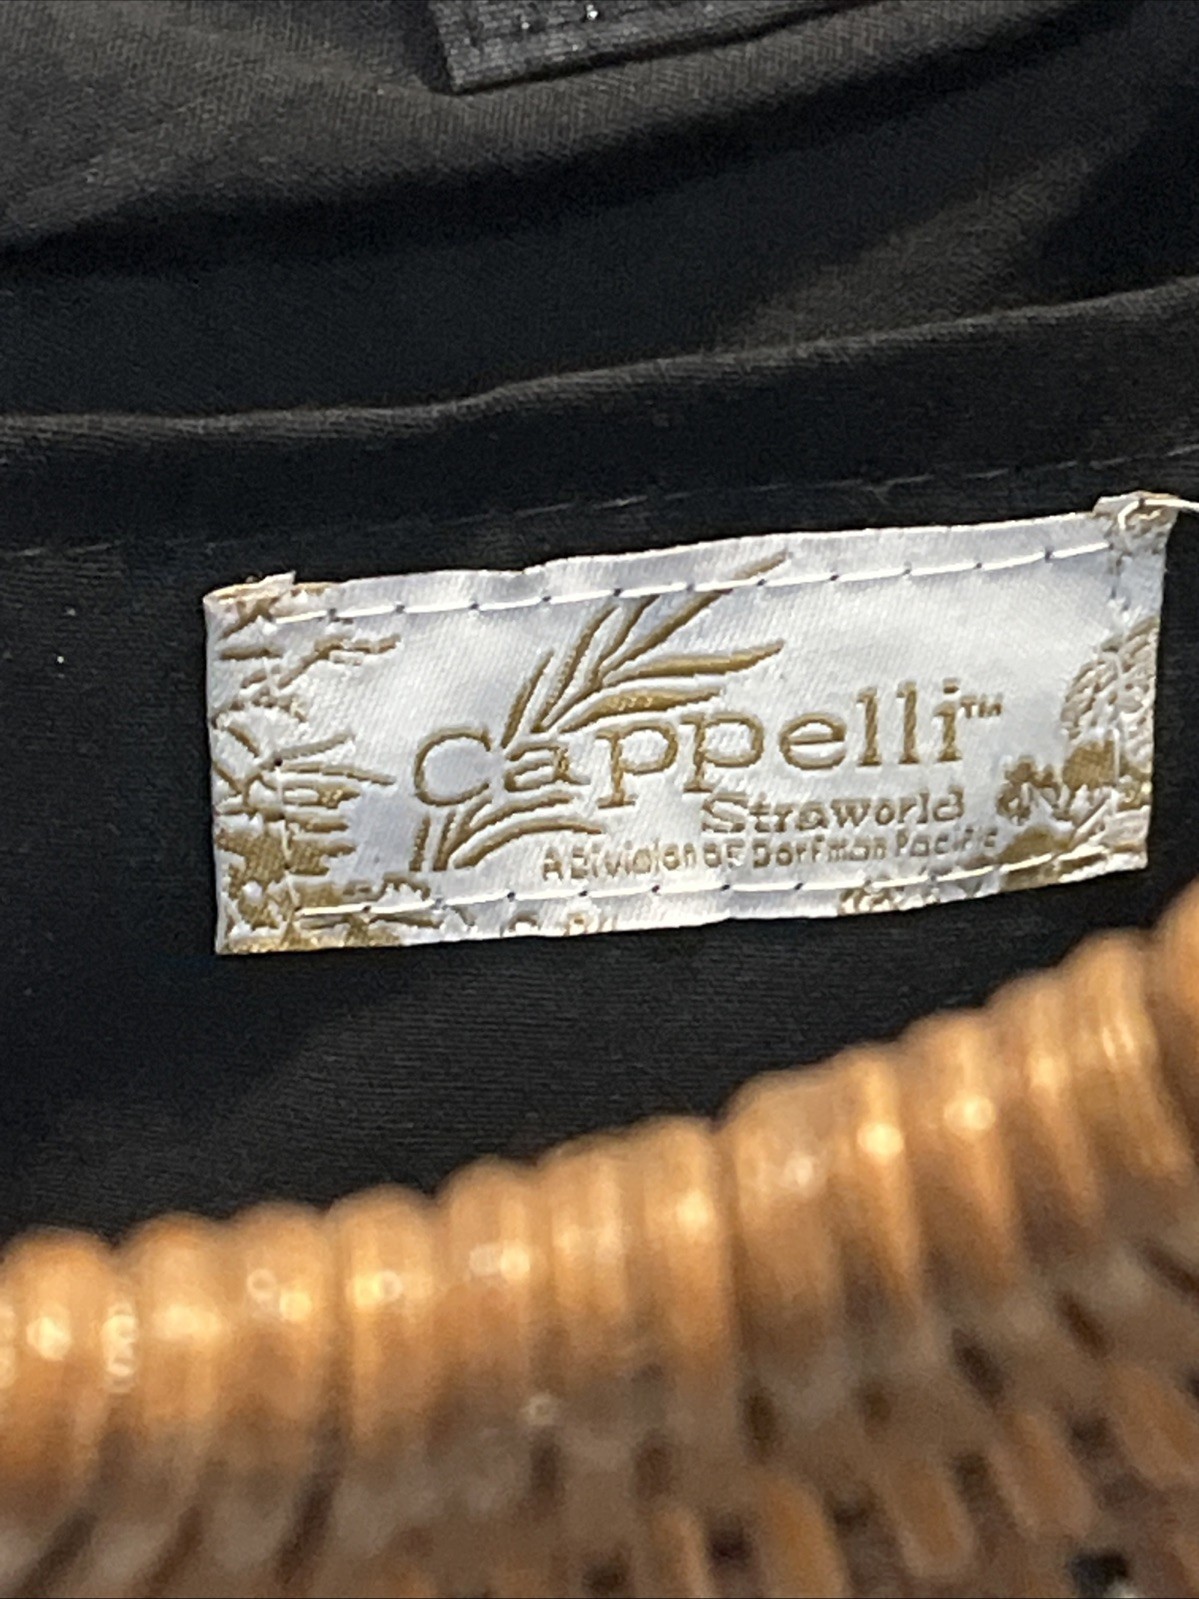 Cappelli™
Straworld
A Division of Dorfman Pacific